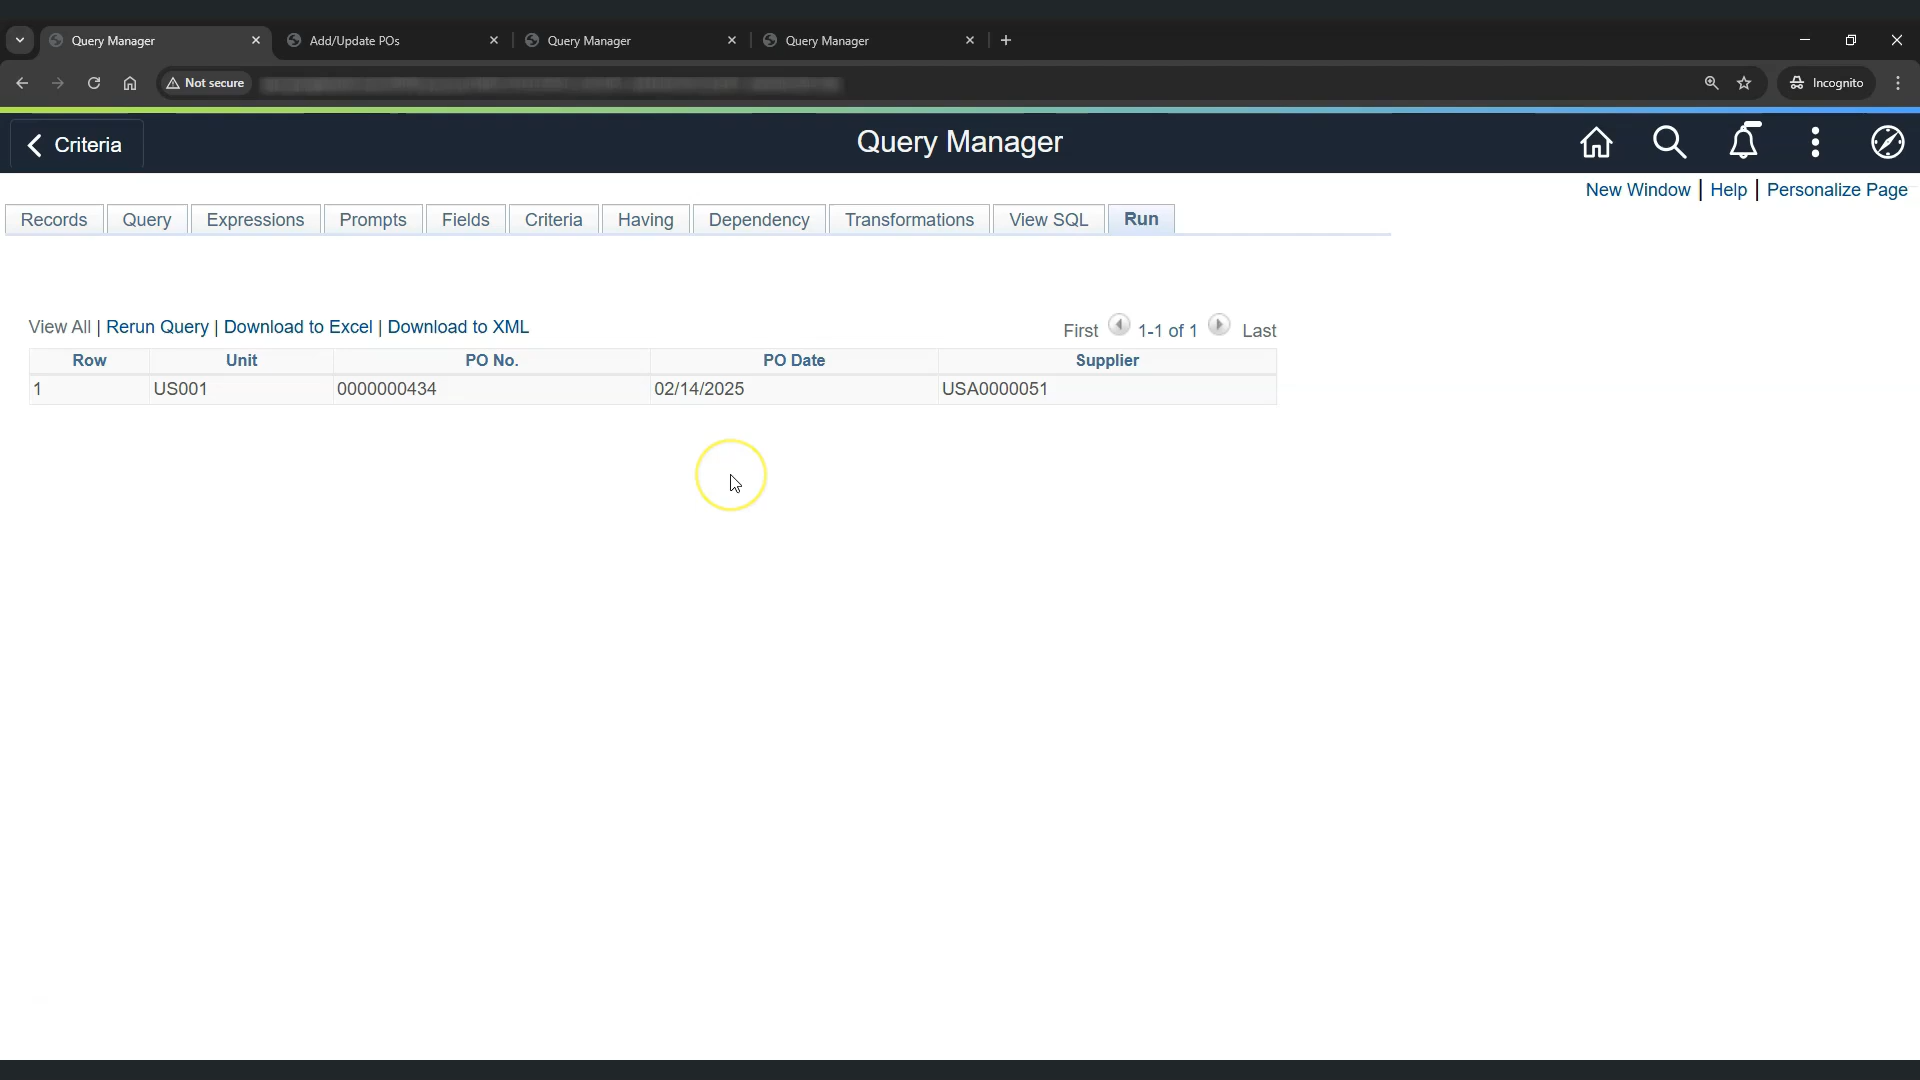 Query Manager Add/Update POs Query Manager Query Manager
Not secure Incognito
Criteria Query Manager
New Window | Help | Personalize Page
Records Query Expressions Prompts Fields Criteria Having Dependency Transformations View SQL Run
View All | Rerun Query | Download to Excel | Download to XML First 1-1 of 1 Last
Row Unit PO No. PO Date Supplier
1 US001 0000000434 02/14/2025 USA0000051